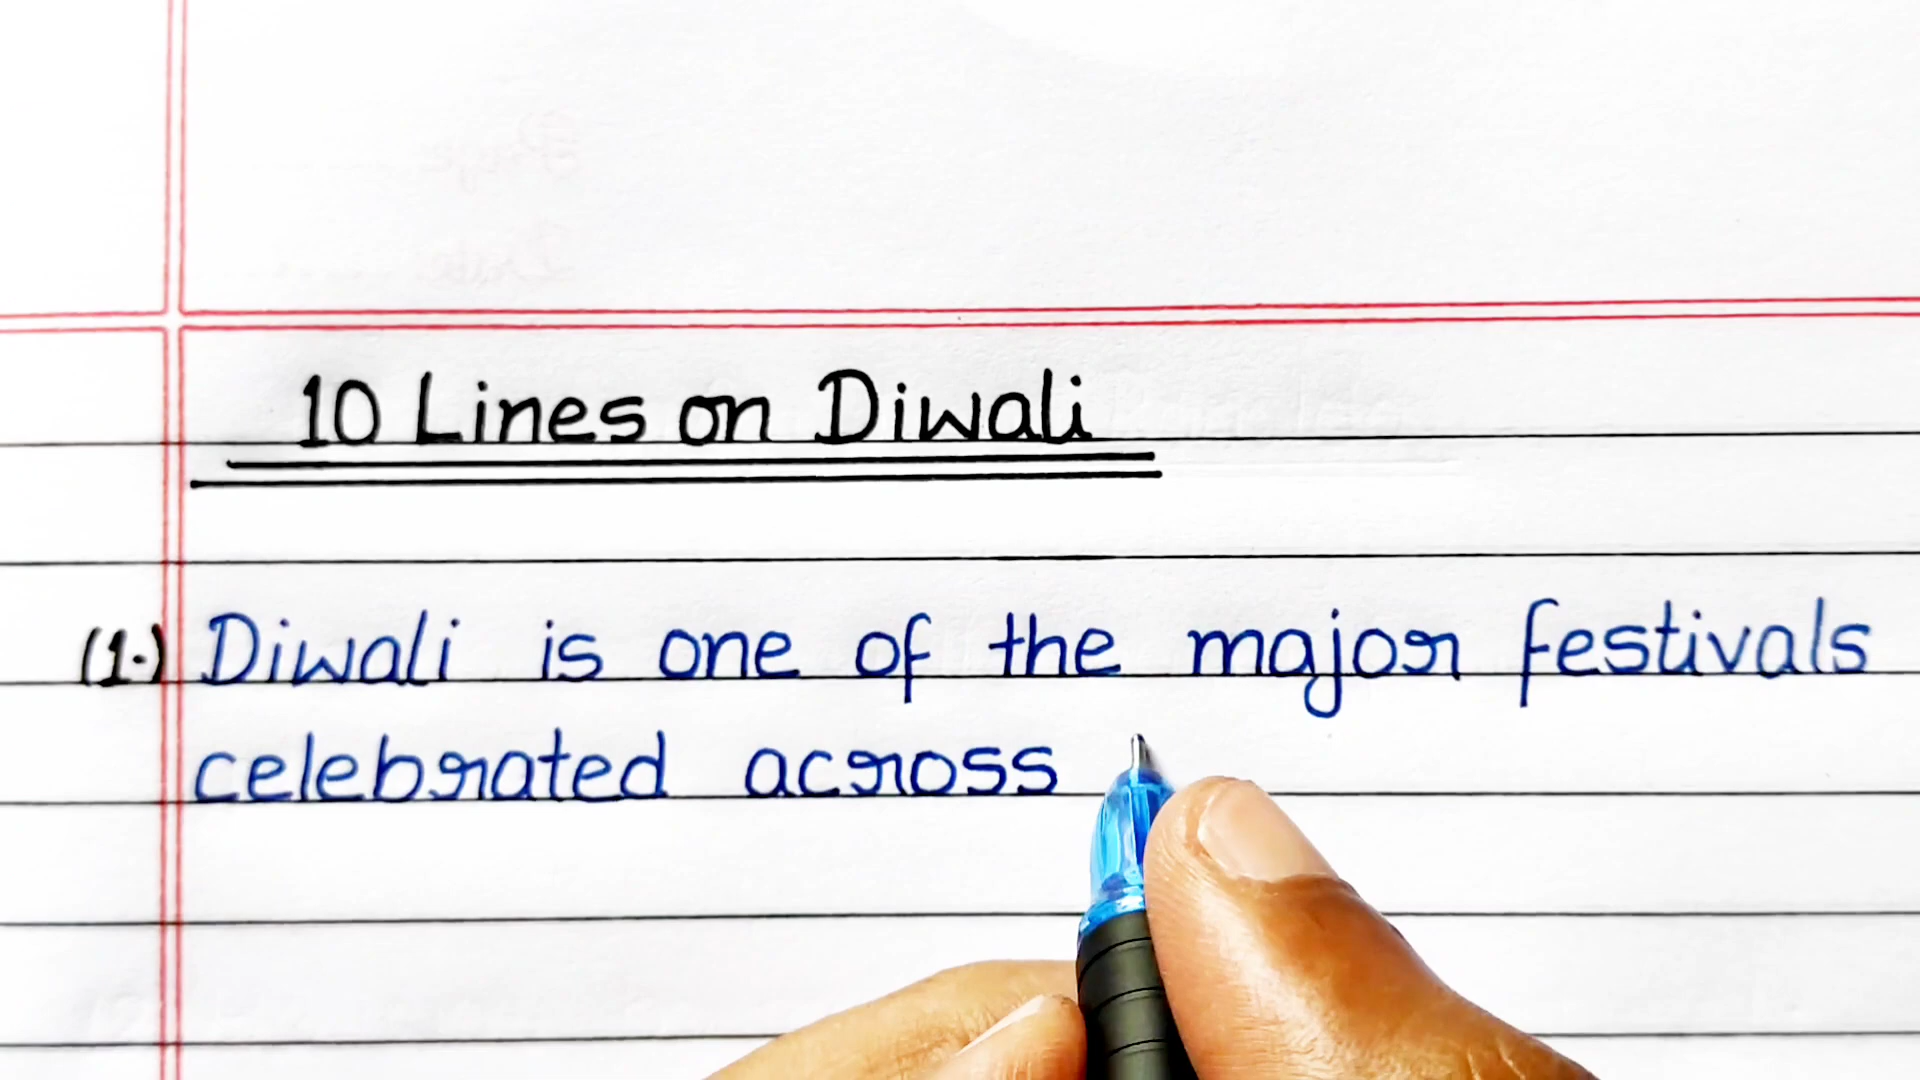 10 Lines on Diwali
(1.) Diwali is one of the major festivals
celebrated across